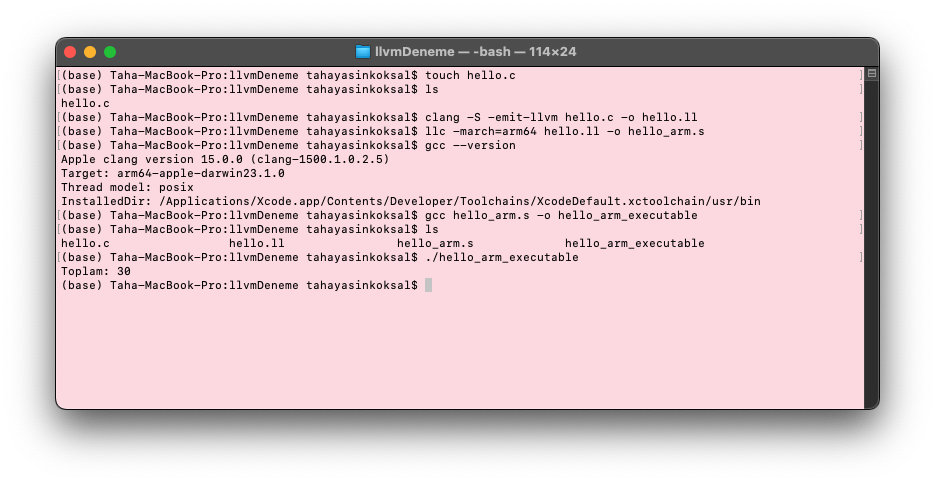 llvmDeneme — -bash — 114×24
[(base) Taha-MacBook-Pro:llvmDeneme tahayasinkoksal$ touch hello.c ]
[(base) Taha-MacBook-Pro:llvmDeneme tahayasinkoksal$ ls ]
hello.c
[(base) Taha-MacBook-Pro:llvmDeneme tahayasinkoksal$ clang -S -emit-llvm hello.c -o hello.ll ]
[(base) Taha-MacBook-Pro:llvmDeneme tahayasinkoksal$ llc -march=arm64 hello.ll -o hello_arm.s ]
[(base) Taha-MacBook-Pro:llvmDeneme tahayasinkoksal$ gcc --version ]
Apple clang version 15.0.0 (clang-1500.1.0.2.5)
Target: arm64-apple-darwin23.1.0
Thread model: posix
InstalledDir: /Applications/Xcode.app/Contents/Developer/Toolchains/XcodeDefault.xctoolchain/usr/bin
[(base) Taha-MacBook-Pro:llvmDeneme tahayasinkoksal$ gcc hello_arm.s -o hello_arm_executable ]
[(base) Taha-MacBook-Pro:llvmDeneme tahayasinkoksal$ ls ]
hello.c hello.ll hello_arm.s hello_arm_executable
[(base) Taha-MacBook-Pro:llvmDeneme tahayasinkoksal$ ./hello_arm_executable ]
Toplam: 30
(base) Taha-MacBook-Pro:llvmDeneme tahayasinkoksal$